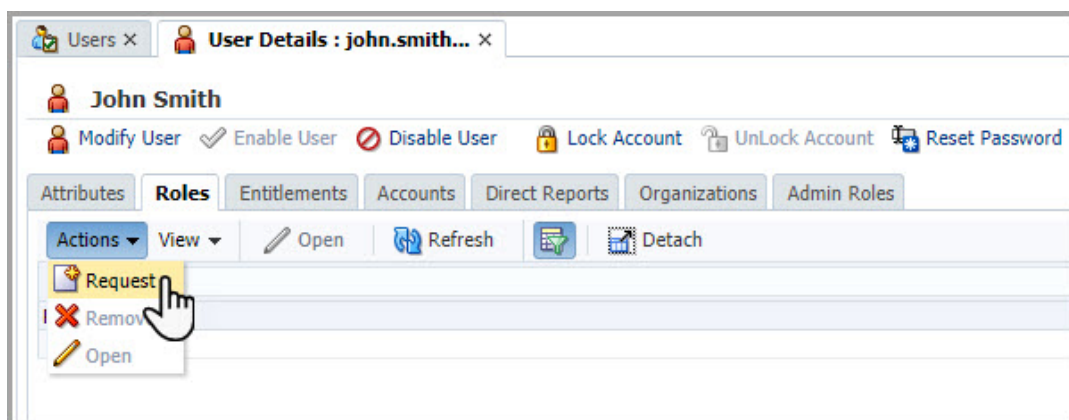 Users × User Details : john.smith... ×
John Smith
Modify User Enable User Disable User Lock Account UnLock Account Reset Password
Attributes Roles Entitlements Accounts Direct Reports Organizations Admin Roles
Actions View Open Refresh Detach
Request
Remov
Open